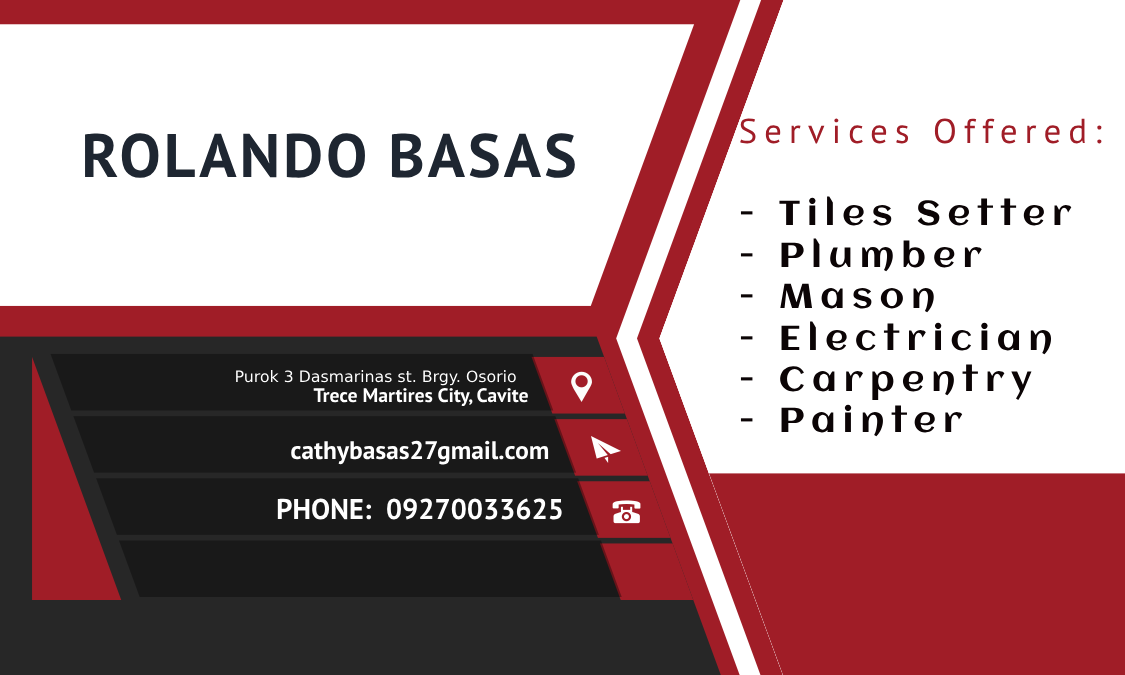 ROLANDO BASAS
Purok 3 Dasmarinas st. Brgy. Osorio
Trece Martires City, Cavite
cathybasas27gmail.com
PHONE: 09270033625
Services Offered:
- Tiles Setter
- Plumber
- Mason
- Electrician
- Carpentry
- Painter